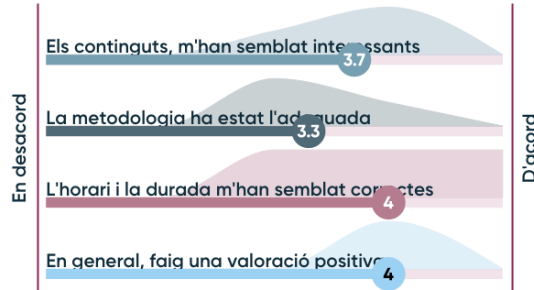 Els continguts, m'han semblat interessants
3.7
La metodologia ha estat l'adequada
3.3
L'horari i la durada m'han semblat correctes
4
En general, faig una valoració positiva
4
En desacord
D'acord